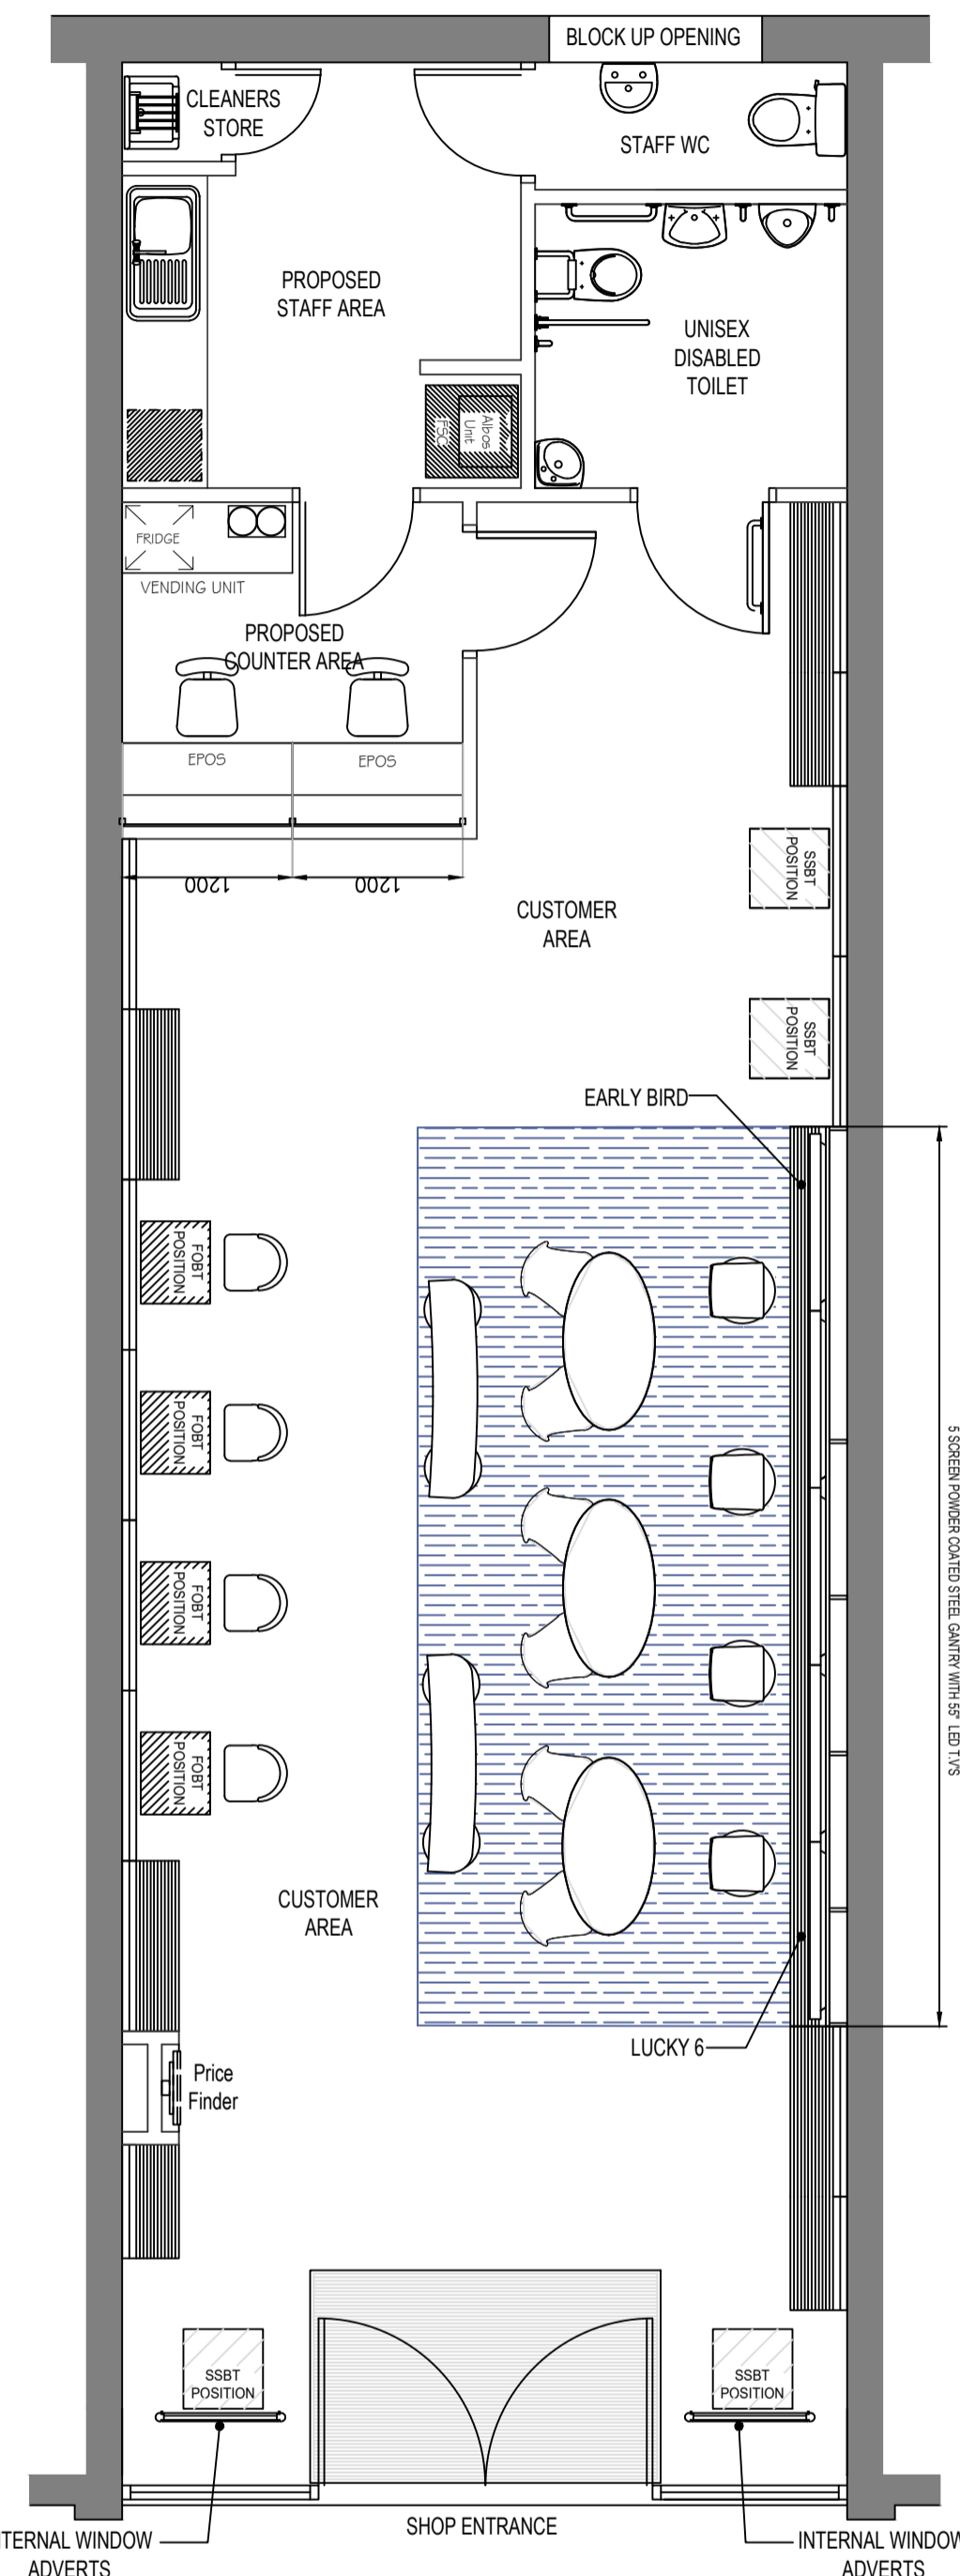 BLOCK UP OPENING
CLEANERS
STORE
STAFF WC
PROPOSED
STAFF AREA
UNISEX
DISABLED
TOILET
Albos
Unit
FSC
FRIDGE
VENDING UNIT
PROPOSED
COUNTER AREA
EPOS
EPOS
1200
1200
SSBT
POSITION
CUSTOMER
AREA
SSBT
POSITION
EARLY BIRD
FOBT
POSITION
FOBT
POSITION
5 SCREEN POWDER COATED STEEL GANTRY WITH 55" LED T.V'S
FOBT
POSITION
FOBT
POSITION
CUSTOMER
AREA
LUCKY 6
Price
Finder
SSBT
POSITION
SSBT
POSITION
SHOP ENTRANCE
NTERNAL WINDOW
ADVERTS
INTERNAL WINDOW
ADVERTS